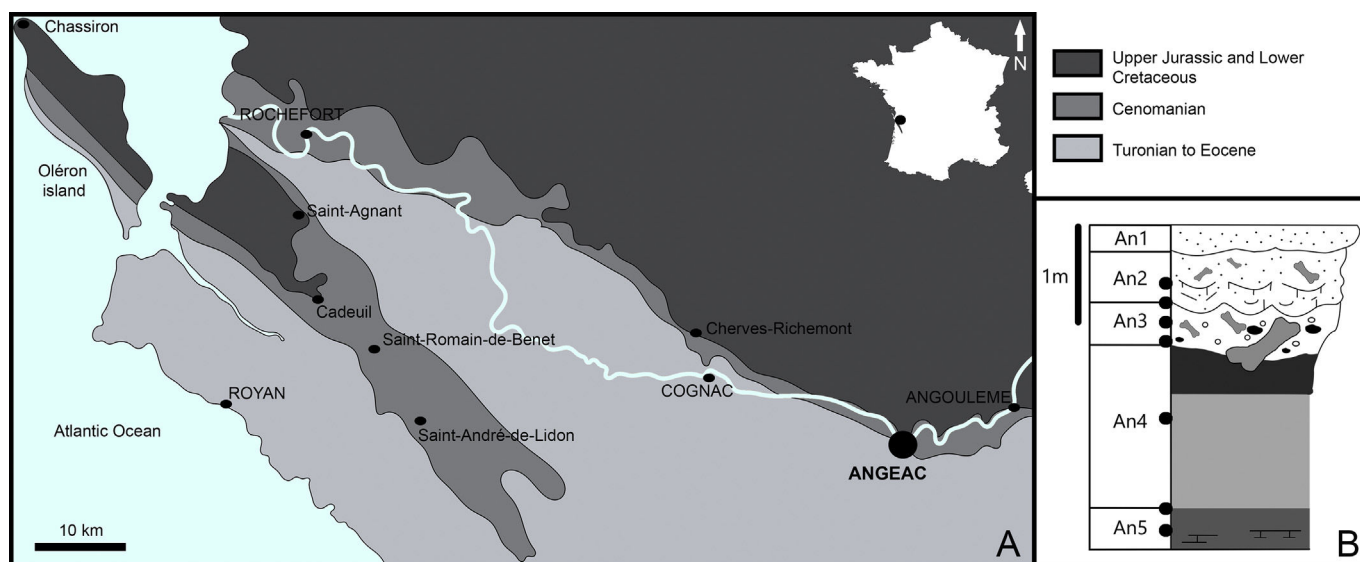 Chassiron
ROCHEFORT
Oléron
island
Saint-Agnant
Cadeuil
Saint-Romain-de-Benet
Cherves-Richemont
COGNAC
ROYAN
Saint-André-de-Lidon
ANGOULEME
ANGEAC
Atlantic Ocean
10 km
N
A
Upper Jurassic and Lower
Cretaceous
Cenomanian
Turonian to Eocene
1m
An1
An2
An3
An4
An5
B